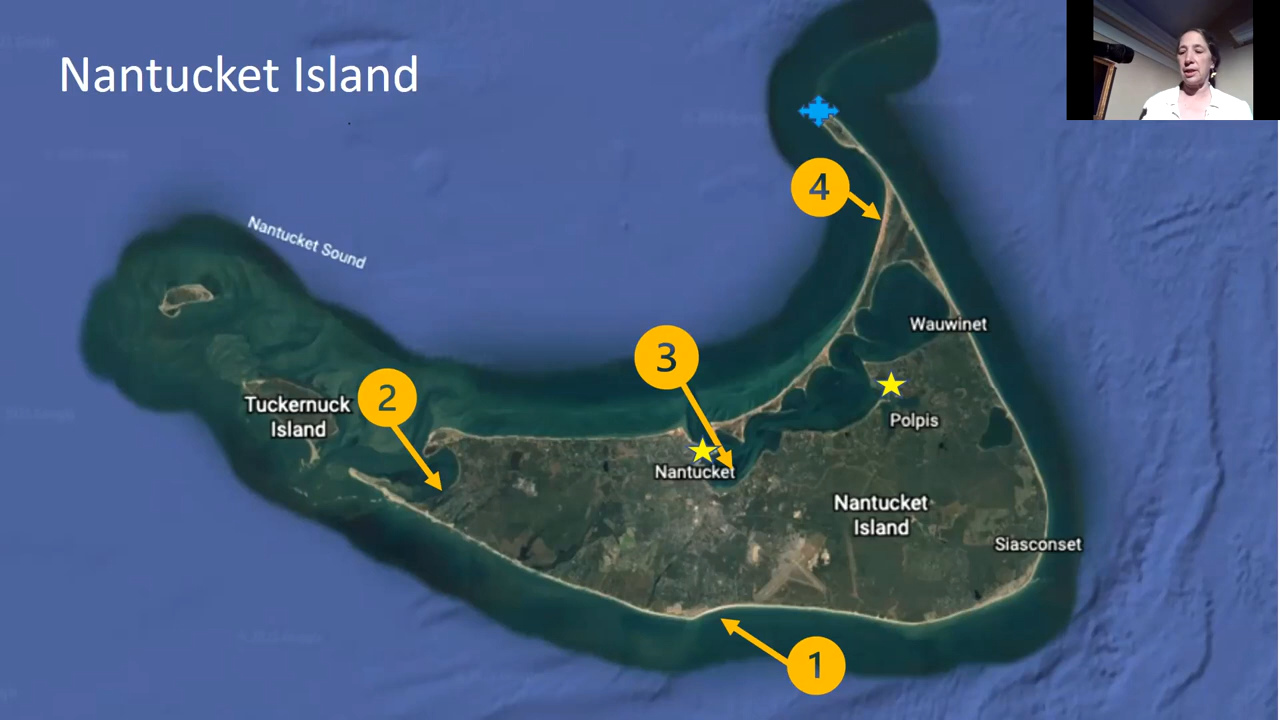 Nantucket Island
4
Nantucket Sound
Wauwinet
3
2
Tuckernuck
Island
Polpis
Nantucket
Nantucket
Island
Siasconset
1